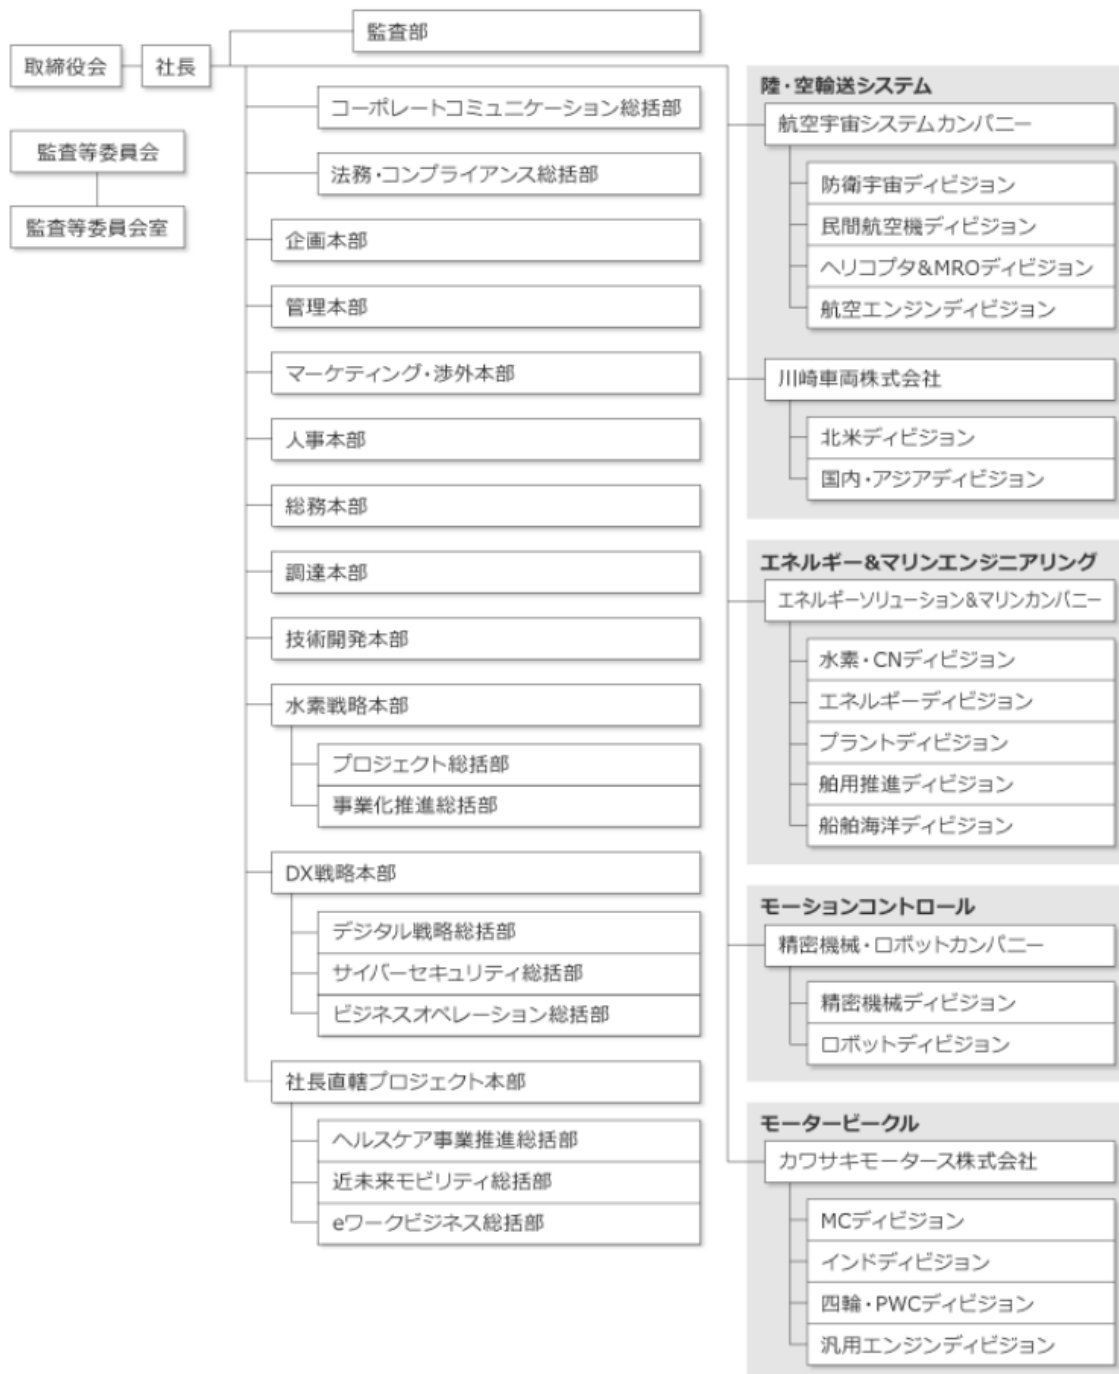 取締役会
社長
監査等委員会
監査等委員会室
監査部
コーポレートコミュニケーション総括部
法務・コンプライアンス総括部
企画本部
管理本部
マーケティング・渉外本部
人事本部
総務本部
調達本部
技術開発本部
水素戦略本部
プロジェクト総括部
事業化推進総括部
DX戦略本部
デジタル戦略総括部
サイバーセキュリティ総括部
ビジネスオペレーション総括部
社長直轄プロジェクト本部
ヘルスケア事業推進総括部
近未来モビリティ総括部
eワークビジネス総括部
陸・空輸送システム
航空宇宙システムカンパニー
防衛宇宙ディビジョン
民間航空機ディビジョン
ヘリコプタ&MROディビジョン
航空エンジンディビジョン
川崎車両株式会社
北米ディビジョン
国内・アジアディビジョン
エネルギー&マリンエンジニアリング
エネルギーソリューション&マリンカンパニー
水素・CNディビジョン
エネルギーディビジョン
プラントディビジョン
舶用推進ディビジョン
船舶海洋ディビジョン
モーションコントロール
精密機械・ロボットカンパニー
精密機械ディビジョン
ロボットディビジョン
モータービークル
カワサキモータース株式会社
MCディビジョン
インドディビジョン
四輪・PWCディビジョン
汎用エンジンディビジョン